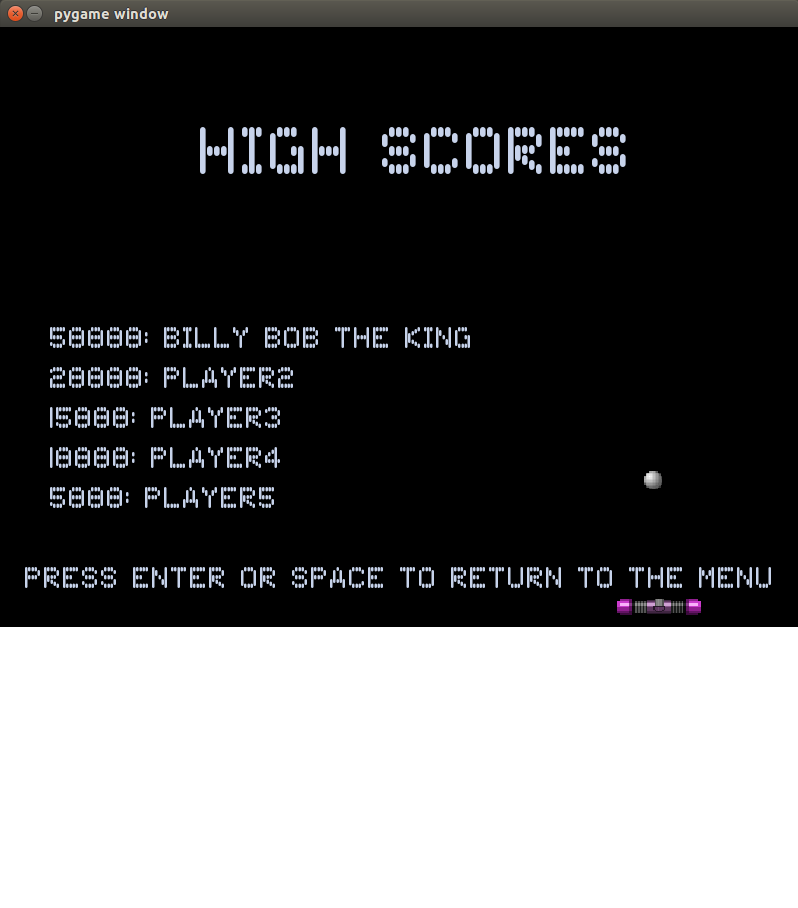 pygame window
HIGH SCORES
50000: BILLY BOB THE KING
20000: PLAYER2
15000: PLAYER3
10000: PLAYER4
5000: PLAYER5
PRESS ENTER OR SPACE TO RETURN TO THE MENU